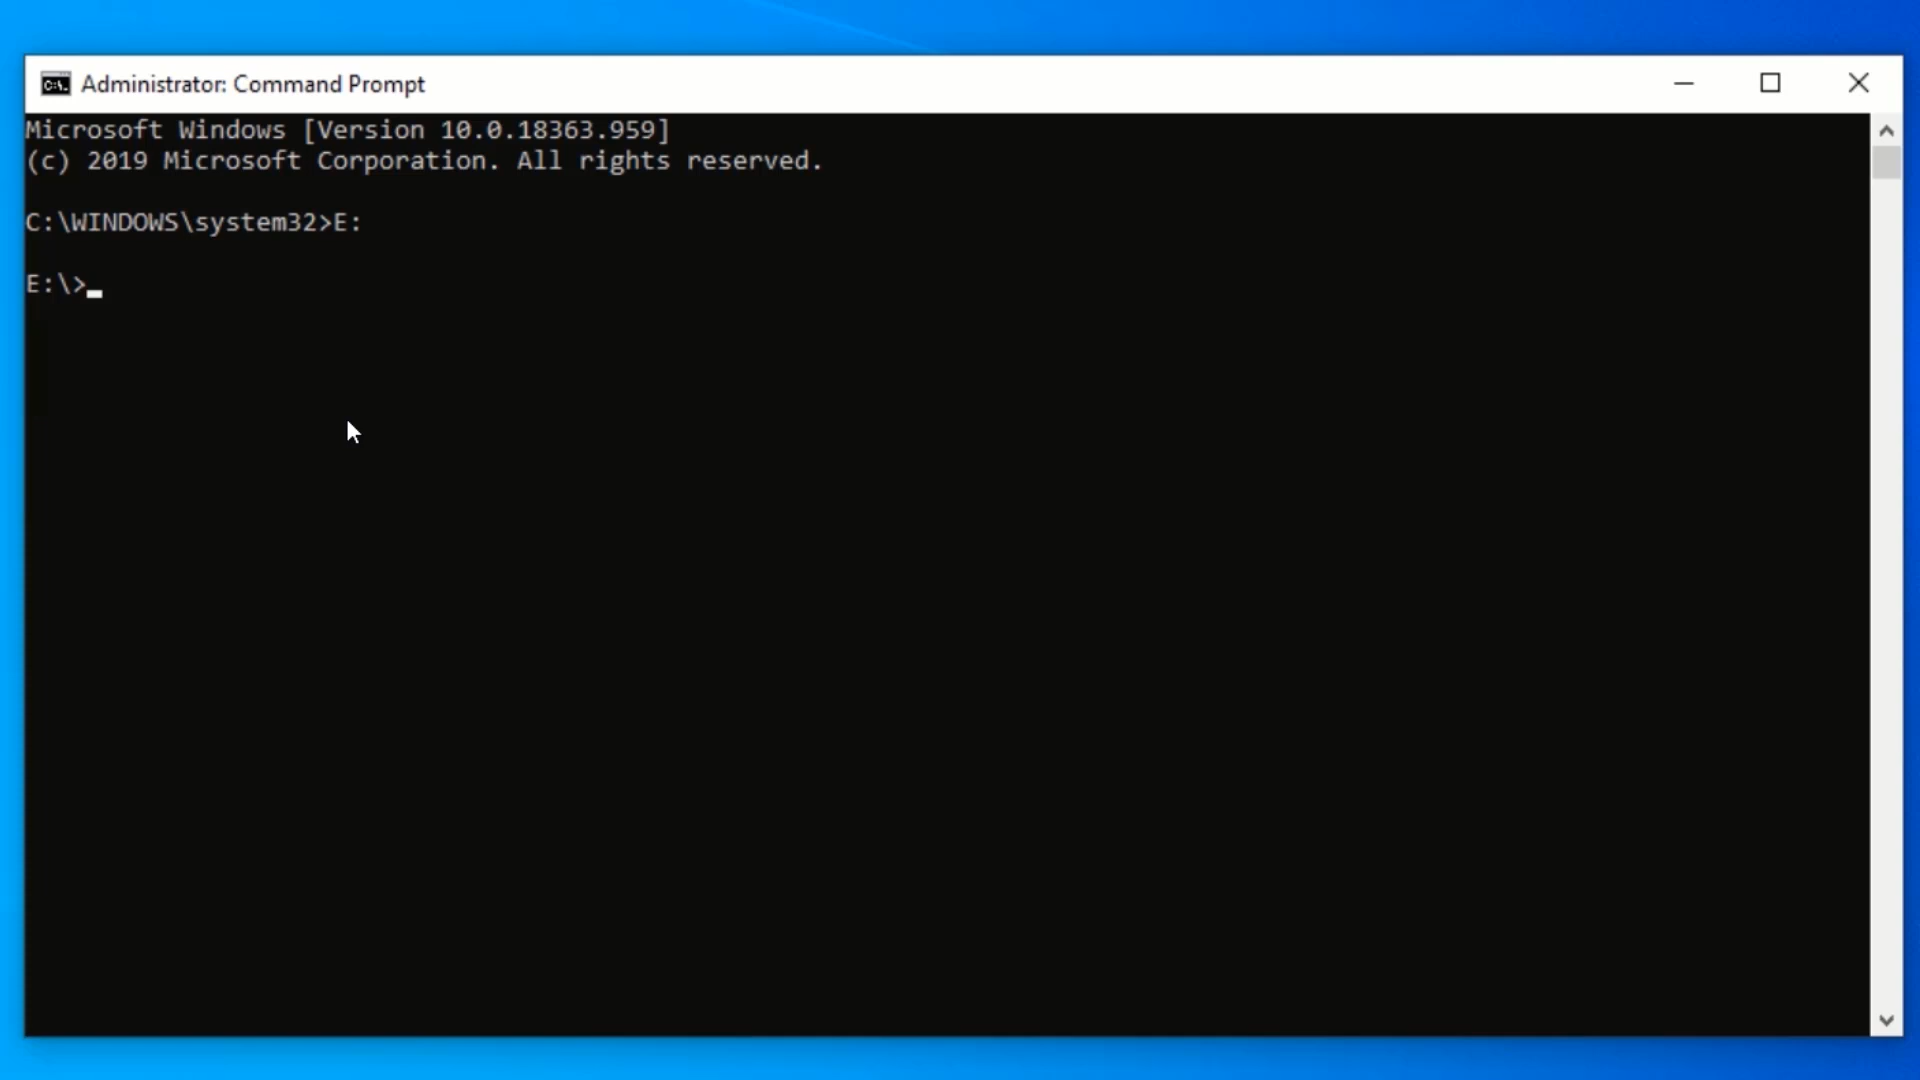 Administrator: Command Prompt
Microsoft Windows [Version 10.0.18363.959]
(c) 2019 Microsoft Corporation. All rights reserved.
C:\WINDOWS\system32>E:
E:\>